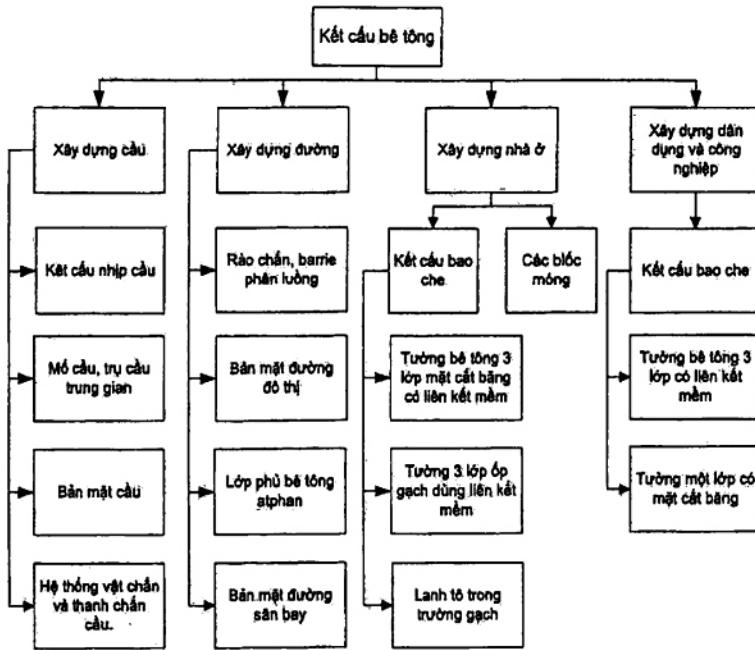 Kết cấu bê tông
Xây dựng cầu
Xây dựng đường
Xây dựng nhà ở
Xây dựng dân
dụng và công
nghiệp
Kêt cấu nhịp cầu
Rào chắn, barrie
phân luồng
Kết cấu bao
che
Các blốc
móng
Kết cấu bao che
Mố cầu, trụ cầu
trung gian
Bản mặt đường
đô thị
Tường bê tông 3
lớp mặt cắt băng
có liên kết mềm
Tường bê tông 3
lớp có liên kết
mềm
Bản mặt cầu
Lớp phủ bê tông
atphan
Tường 3 lớp ốp
gạch dùng liên kết
mềm
Tường một lớp có
mặt cắt băng
Hệ thống vật chắn
và thanh chắn
cầu.
Bản mặt đường
sân bay
Lanh tô trong
trường gạch